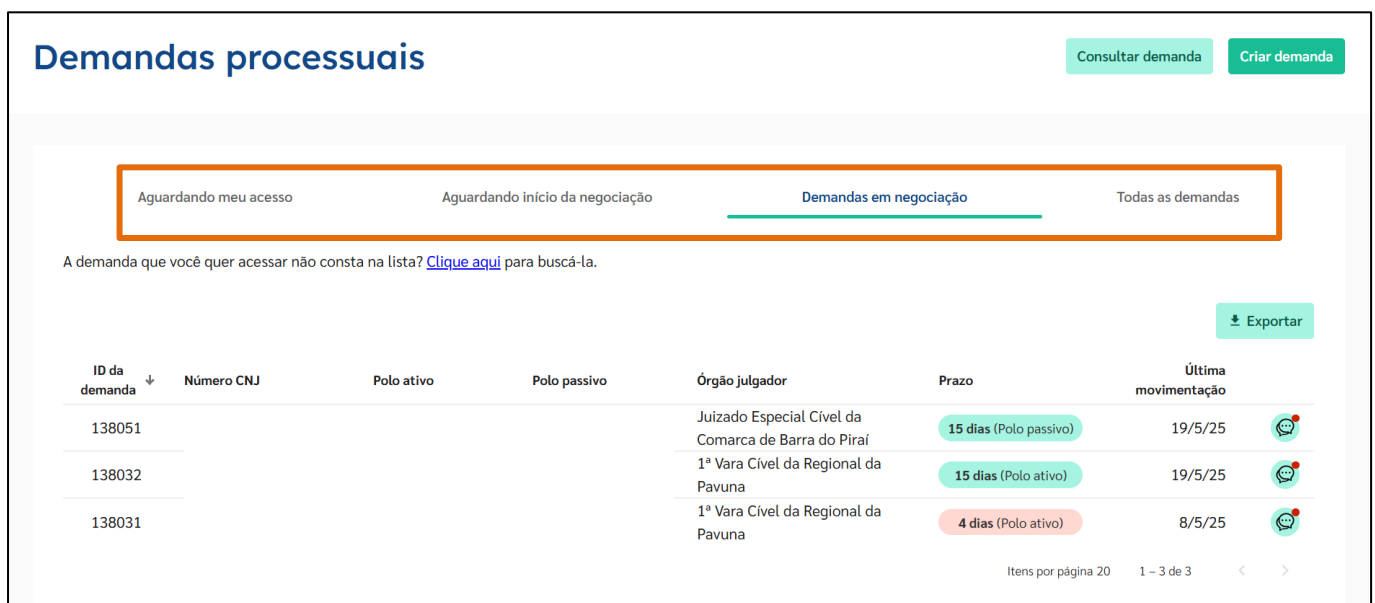 Demandas processuais
Consultar demanda
Criar demanda
Aguardando meu acesso
Aguardando início da negociação
Demandas em negociação
Todas as demandas
A demanda que você quer acessar não consta na lista? Clique aqui para buscá-la.
Exportar
ID da
demanda
Número CNJ
Polo ativo
Polo passivo
Órgão julgador
Prazo
Última
movimentação
138051
Juizado Especial Cível da
Comarca de Barra do Piraí
15 dias (Polo passivo)
19/5/25
138032
1ª Vara Cível da Regional da
Pavuna
15 dias (Polo ativo)
19/5/25
138031
1ª Vara Cível da Regional da
Pavuna
4 dias (Polo ativo)
8/5/25
Itens por página 20
1 – 3 de 3